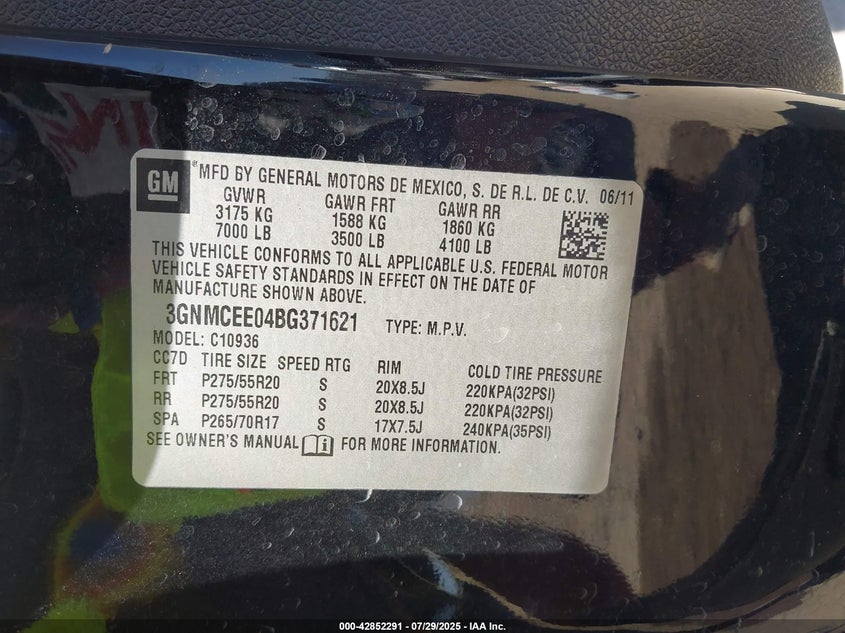 GM
*MFD BY GENERAL MOTORS DE MEXICO, S. DE R.L. DE C.V. 06/11
GVWR GAWR FRT GAWR RR
3175 KG 1588 KG 1860 KG
7000 LB 3500 LB 4100 LB
THIS VEHICLE CONFORMS TO ALL APPLICABLE U.S. FEDERAL MOTOR
VEHICLE SAFETY STANDARDS IN EFFECT ON THE DATE OF
MANUFACTURE SHOWN ABOVE.
3GNMCEE04BG371621 TYPE: M.P.V.
MODEL: C10936
CC7D TIRE SIZE SPEED RTG RIM COLD TIRE PRESSURE
FRT P275/55R20 S 20X8.5J 220KPA(32PSI)
RR P275/55R20 S 20X8.5J 220KPA(32PSI)
SPA P265/70R17 S 17X7.5J 240KPA(35PSI)
SEE OWNER'S MANUAL i FOR MORE INFORMATION.
000-42852291 - 07/29/2025 - IAA Inc.